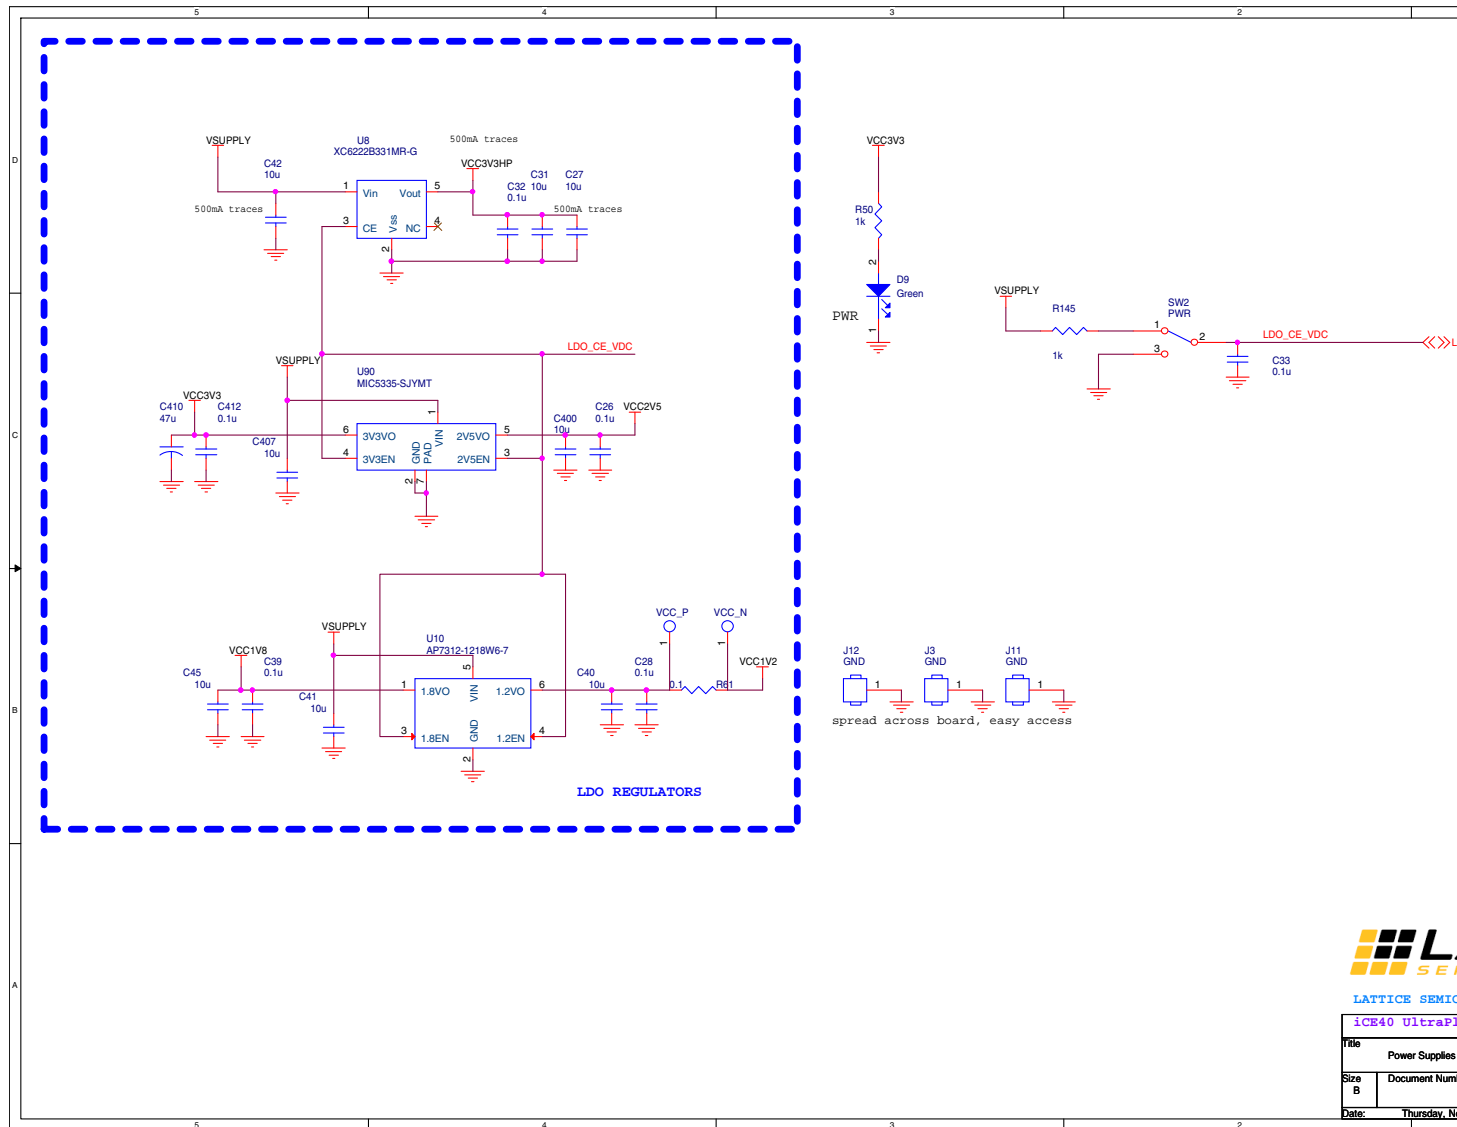 5
4
3
2
D
C
B
A
VSUPPLY
C42
10u
500mA traces
U8
XC6222B331MR-G
1
Vin
Vout
5
3
CE
Vss
NC
4
2
500mA traces
VCC3V3HP
C32
0.1u
C31
10u
C27
10u
500mA traces
LDO_CE_VDC
VSUPPLY
U90
MIC5335-SJYMT
VCC3V3
C410
47u
C412
0.1u
C407
10u
1
6
3V3VO
GND
PAD
VIN
2V5VO
5
4
3V3EN
2V5EN
3
2
7
C400
10u
C26
0.1u
VCC2V5
VSUPPLY
U10
AP7312-1218W6-7
VCC1V8
C45
10u
C39
0.1u
C41
10u
5
1
1.8VO
VIN
1.2VO
6
3
1.8EN
GND
1.2EN
4
2
C40
10u
C28
0.1u
VCC_P
1
VCC_N
1
0.1
R61
VCC1V2
LDO REGULATORS
VCC3V3
R50
1k
2
D9
Green
PWR
1
VSUPPLY
R145
1k
SW2
PWR
1
2
3
LDO_CE_VDC
C33
0.1u
L
J12
GND
1
J3
GND
1
J11
GND
1
spread across board, easy access
LATTICE SEMIC
iCE40 UltraPl
Title
Power Supplies
Size
B
Document Num
Date:
Thursday, N
5
4
3
2